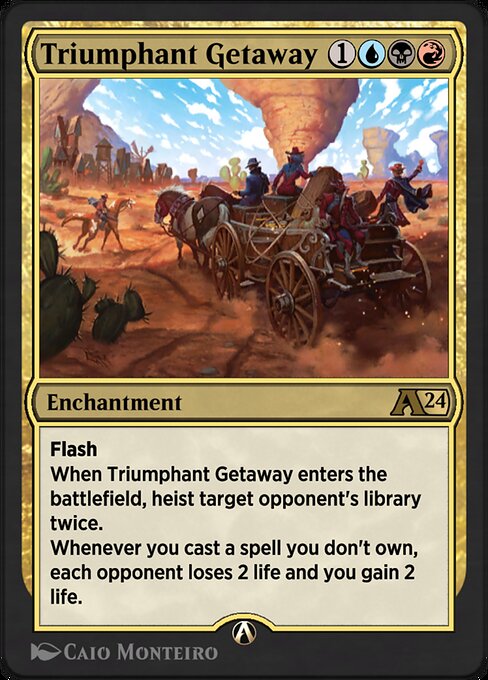 Triumphant Getaway 1
Enchantment A24
Flash
When Triumphant Getaway enters the
battlefield, heist target opponent's library
twice.
Whenever you cast a spell you don't own,
each opponent loses 2 life and you gain 2
life.
A
Caio Monteiro